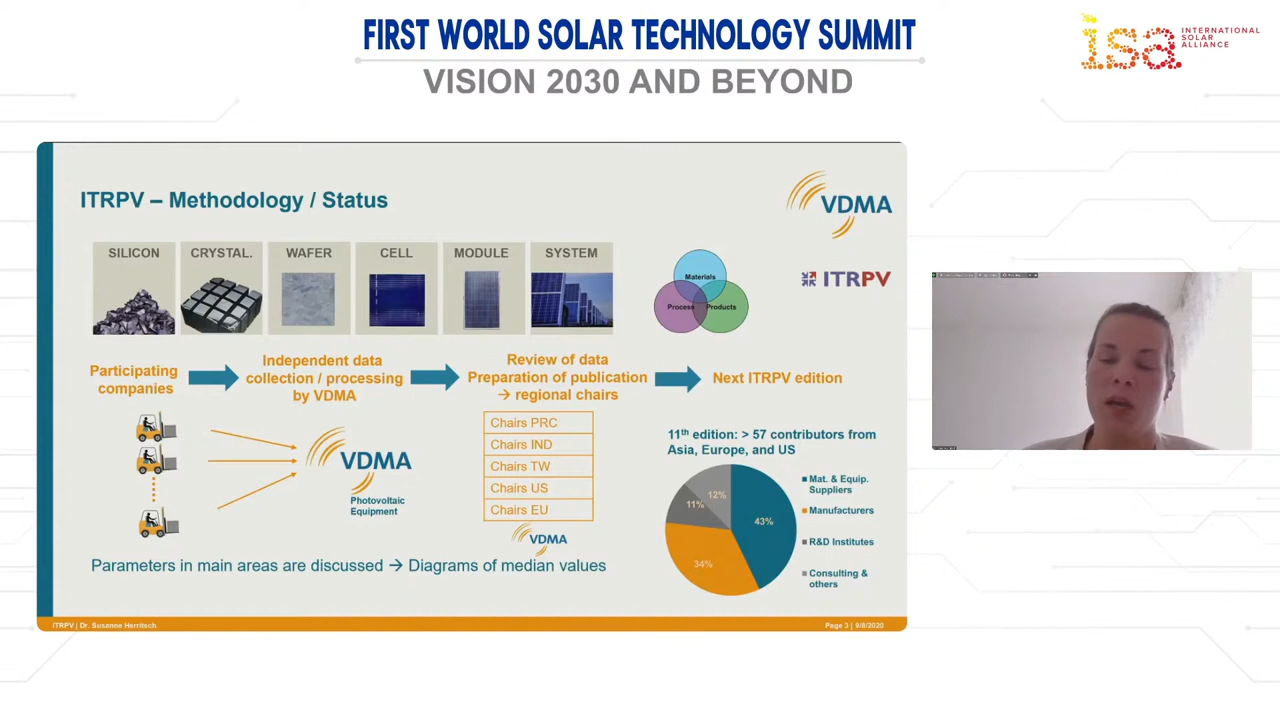 FIRST WORLD SOLAR TECHNOLOGY SUMMIT
VISION 2030 AND BEYOND
isa
INTERNATIONAL
SOLAR
ALLIANCE
ITRPV – Methodology / Status
VDMA
SILICON
CRYSTAL.
WAFER
CELL
MODULE
SYSTEM
Materials
Process
Products
ITRPV
Participating
companies
Independent data
collection / processing
by VDMA
Review of data
Preparation of publication
→ regional chairs
Next ITRPV edition
VDMA
Photovoltaic
Equipment
Chairs PRC
Chairs IND
Chairs TW
Chairs US
Chairs EU
VDMA
11th edition: > 57 contributors from
Asia, Europe, and US
12%
11%
43%
34%
Mat. & Equip.
Suppliers
Manufacturers
R&D Institutes
Consulting &
others
Parameters in main areas are discussed → Diagrams of median values
ITRPV | Dr. Susanne Herritsch
Page 3 | 9/8/2020